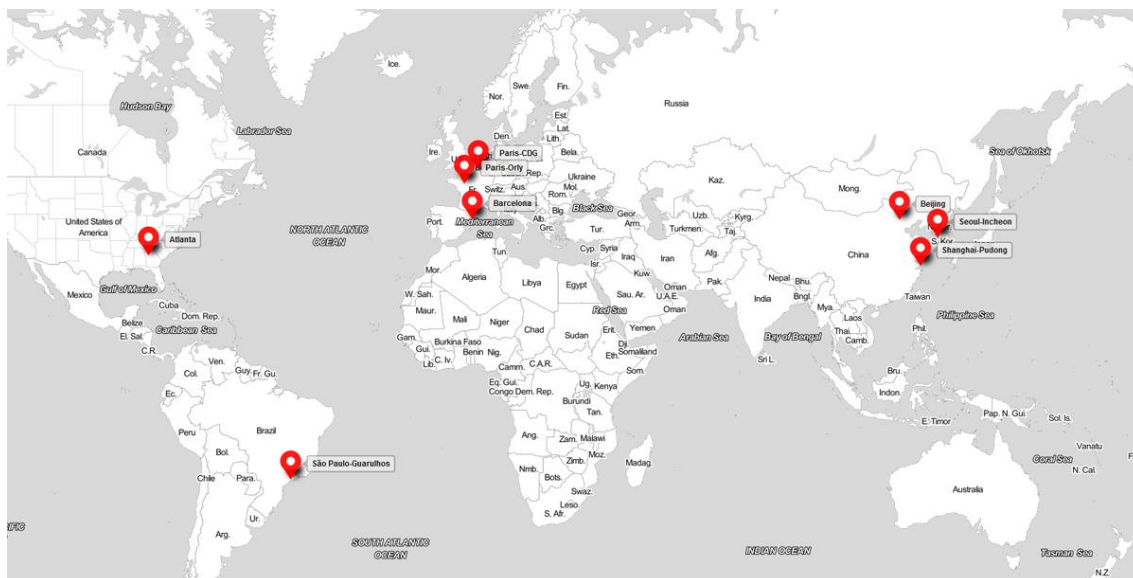 Ice.
Swe.
Fin.
Nor.
Russia
Hudson Bay
Est.
Labrador Sea
Den.
Lat.
Lith.
Sea of Okhotsk
Canada
Ire.
Paris-CDG
Bela.
Paris-Orly
Rep.
Ukraine
Kaz.
Fr.
Switz.
Aus.
Mol.
Mong.
Rom.
Barcelona
Beijing
Blg.
Black Sea
United States of
America
NORTH ATLANTIC
OCEAN
Port.
Mediterranean
Sea
Alb.
Grc.
Geor
Arm.
Uzb.
Kyrg.
Seoul-Incheon
Atlanta
Tur.
Turkmen.
Taj.
S. Kor.
Shanghai-Pudong
Tun.
Cyp.
Syria
Isr.
Iraq
Iran
Afg.
China
Mor.
Algeria
Libya
Egypt
Kuw.
Pak.
Nepal
Bhu.
Gulf of Mexico
Mexico
W. Sah.
Sau. Ar.
Oman
U.A.E.
Oman
India
Bngl.
Mya.
Taiwan
Cuba
Dom. Rep.
Maur.
Mali
Niger
Red Sea
Laos
Philippine Sea
Belize
El Sal.
Caribbean Sea
Gam.
Burkina Faso
Chad
Sudan
Erit.
Yemen
Arabian Sea
Bay of Bengal
Thai.
Camb.
Phil.
C.R.
Gui.
Benin
Nig.
Dji
Somaliland
Ven.
Guy
Fr. Gu.
Lib.
C. Iv.
Camm.
C.A.R.
Eth.
Sri L.
Col.
Som.
Bru.
Ec.
Eq. Gui.
Congo
Dem. Rep.
Ug.
Kenya
Indon.
Burundi
Tan.
Pap. N. Gui
Sol. Is.
Peru
Brazil
E. Timor
Bol.
Ang.
Zam.
Malawi
Vanatu
São Paulo-Guarulhos
Moz.
Zimb.
Madag.
Coral Sea
N. Cal.
Chile
Para.
Nmb.
Bots.
Swaz.
Australia
Leso.
Ur.
S. Afr.
Arg.
SOUTH ATLANTIC
OCEAN
INDIAN OCEAN
Tasman Sea
N.Z.